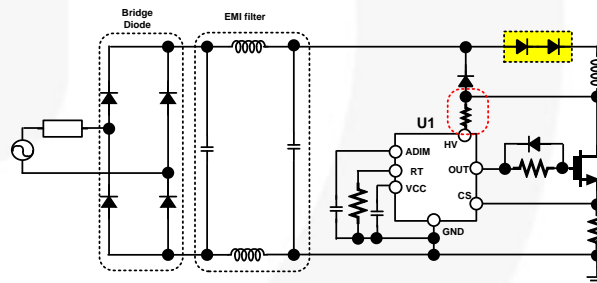 Bridge
Diode
EMI filter
U1
HV
ADIM
RT
VCC
OUT
CS
GND